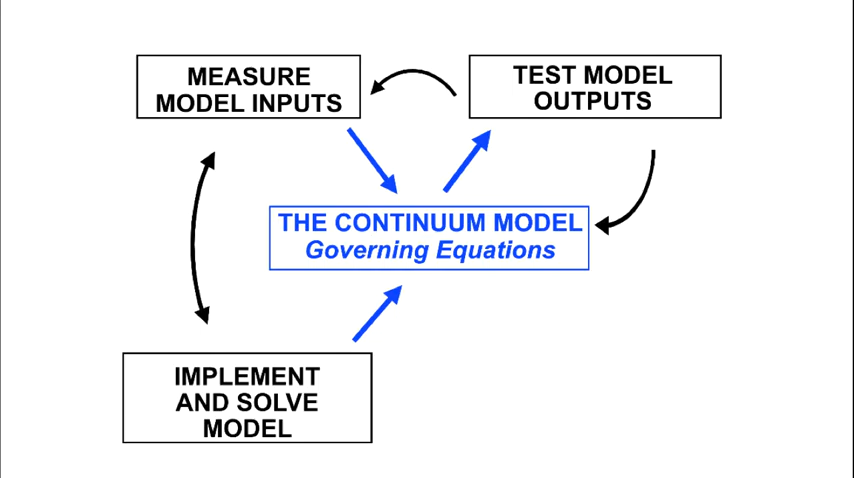 MEASURE
MODEL INPUTS
TEST MODEL
OUTPUTS
THE CONTINUUM MODEL
Governing Equations
IMPLEMENT
AND SOLVE
MODEL